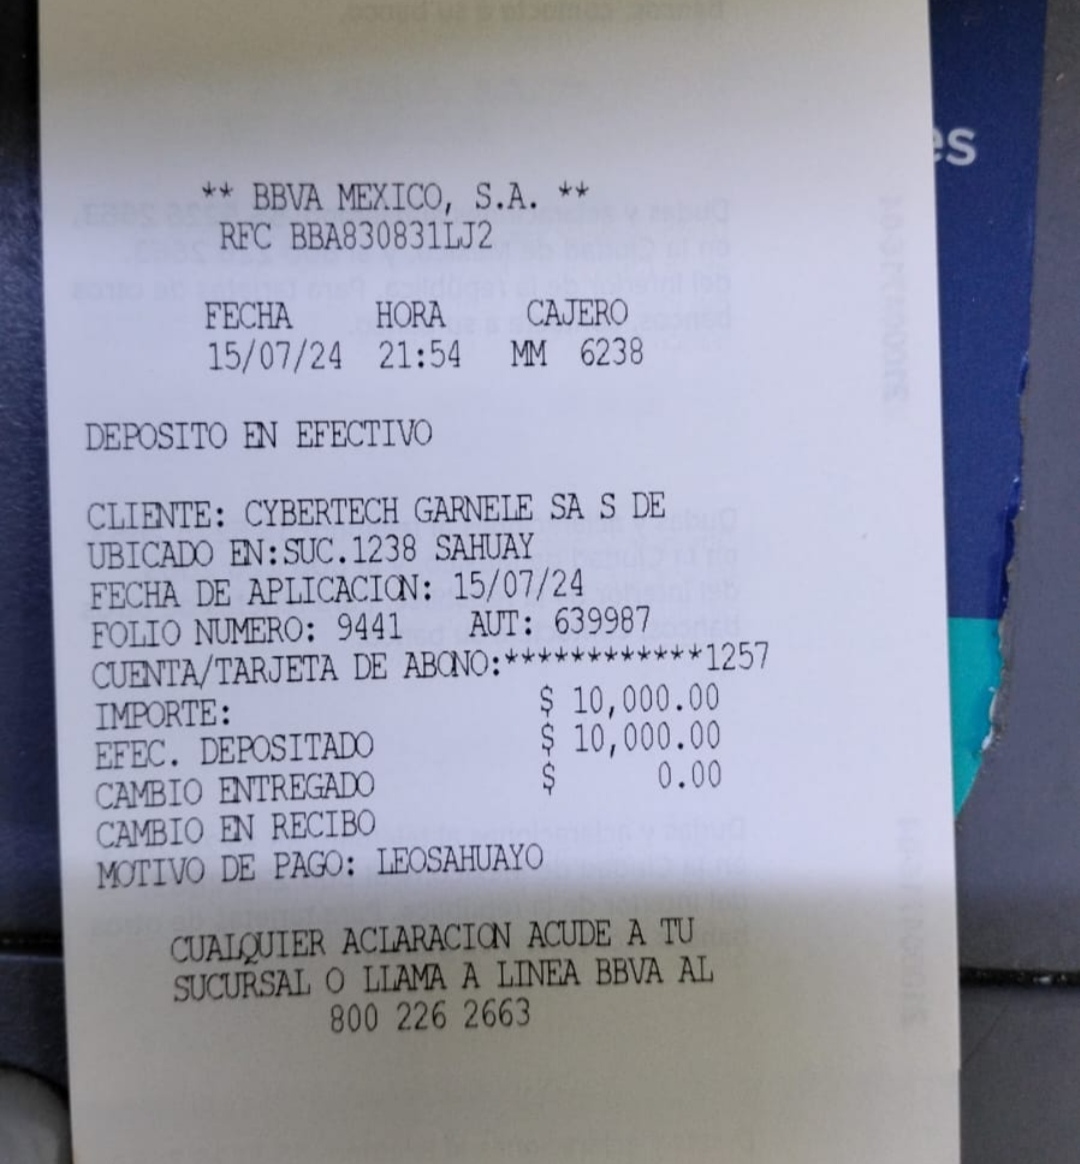 ** BBVA MEXICO, S.A. **
RFC BBA830831LJ2
es
FECHA HORA CAJERO
15/07/24 21:54 MM 6238
DEPOSITO EN EFECTIVO
CLIENTE: CYBERTECH GARNELE SA S DE
UBICADO EN:SUC.1238 SAHUAY
FECHA DE APLICACION: 15/07/24
FOLIO NUMERO: 9441 AUT: 639987
CUENTA/TARJETA DE ABONO:************1257
IMPORTE: $ 10,000.00
EFEC. DEPOSITADO $ 10,000.00
CAMBIO ENTREGADO $ 0.00
CAMBIO EN RECIBO
MOTIVO DE PAGO: LEOSAHUAYO
CUALQUIER ACLARACION ACUDE A TU
SUCURSAL O LLAMA A LINEA BBVA AL
800 226 2663